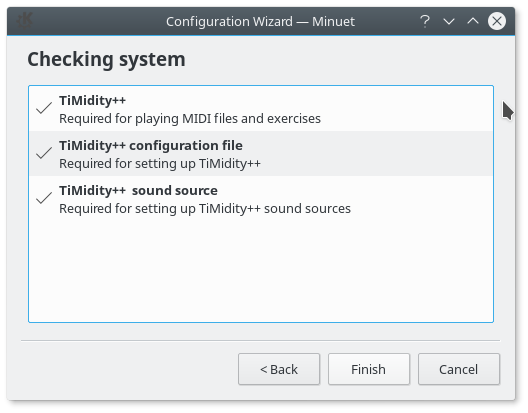 Configuration Wizard — Minuet
Checking system
TiMidity++
Required for playing MIDI files and exercises
TiMidity++ configuration file
Required for setting up TiMidity++
TiMidity++  sound source
Required for setting up TiMidity++ sound sources
< Back
Finish
Cancel